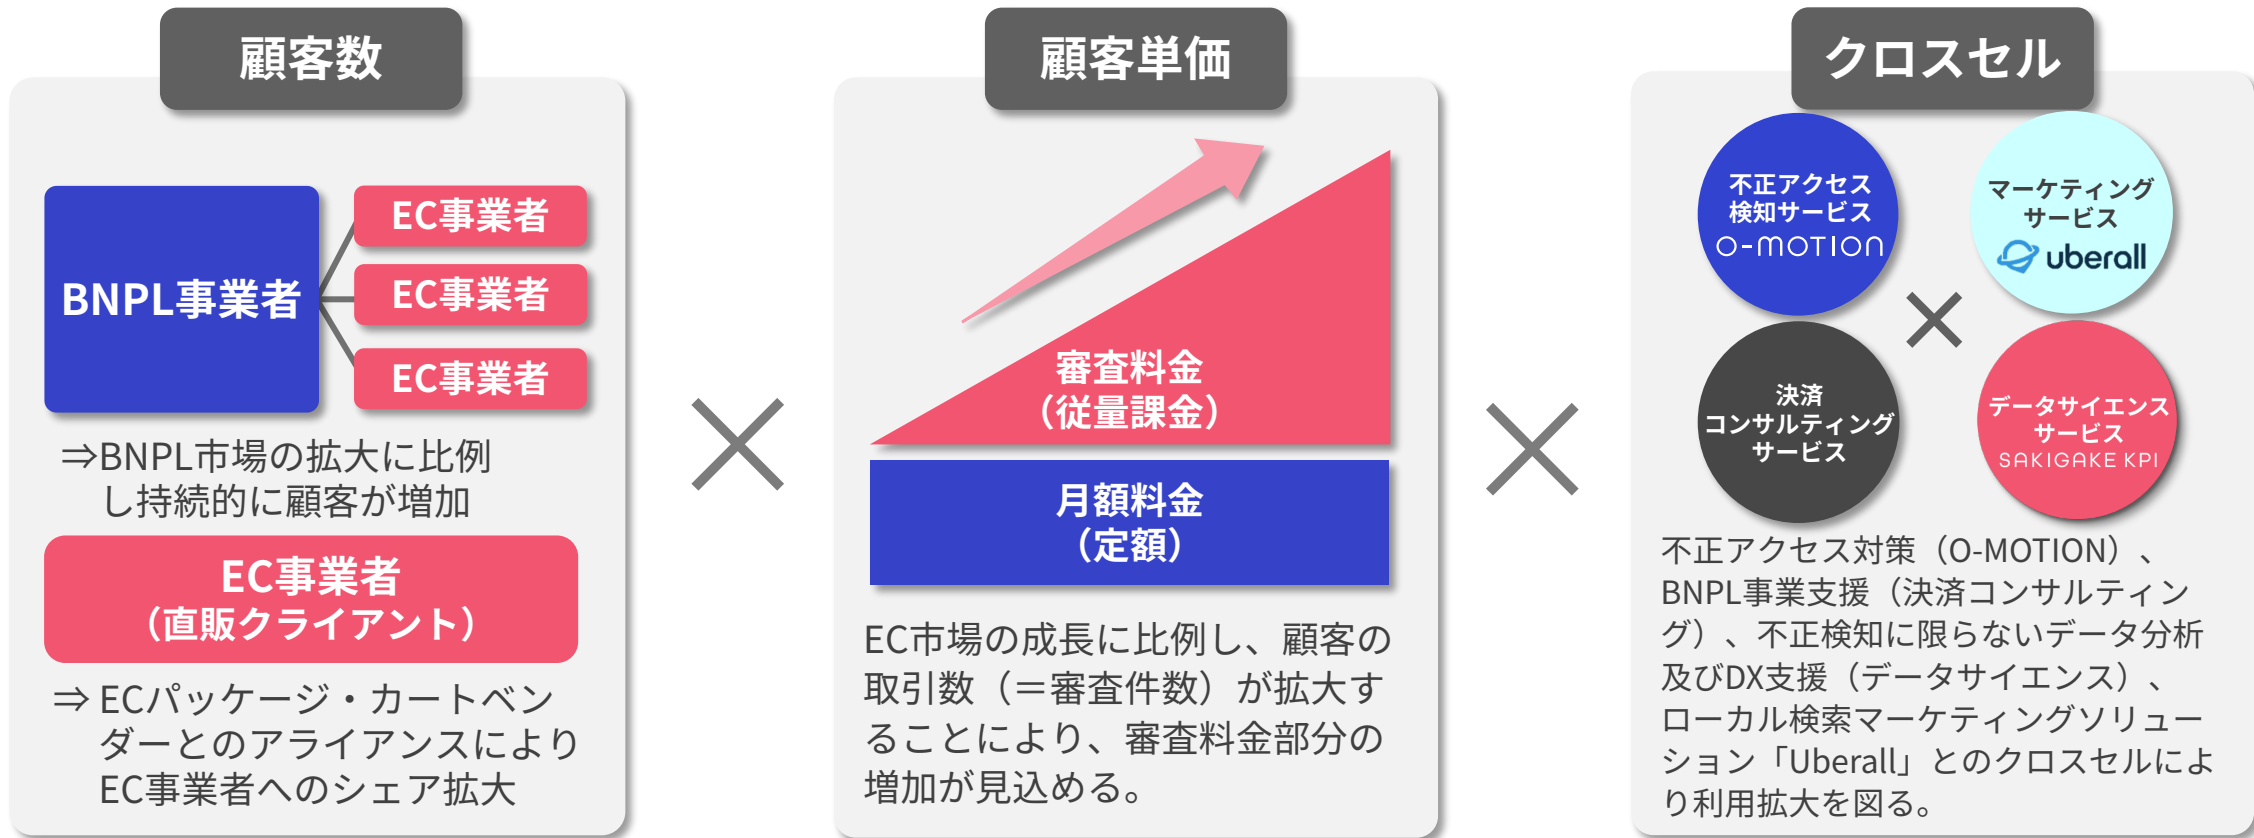 顧客数
BNPL事業者
EC事業者
EC事業者
EC事業者
⇒BNPL市場の拡大に比例
し持続的に顧客が増加
EC事業者
（直販クライアント）
⇒ ECパッケージ・カートベン
ダーとのアライアンスにより
EC事業者へのシェア拡大
×
顧客単価
審査料金
（従量課金）
月額料金
（定額）
EC市場の成長に比例し、顧客の
取引数（＝審査件数）が拡大す
ることにより、審査料金部分の
増加が見込める。
×
クロスセル
不正アクセス
検知サービス
O-MOTION
マーケティング
サービス
uberall
×
決済
コンサルティング
サービス
データサイエンス
サービス
SAKIGAKE KPI
不正アクセス対策（O-MOTION）、
BNPL事業支援（決済コンサルティン
グ）、不正検知に限らないデータ分析
及びDX支援（データサイエンス）、
ローカル検索マーケティングソリュー
ション「Uberall」とのクロスセルによ
り利用拡大を図る。